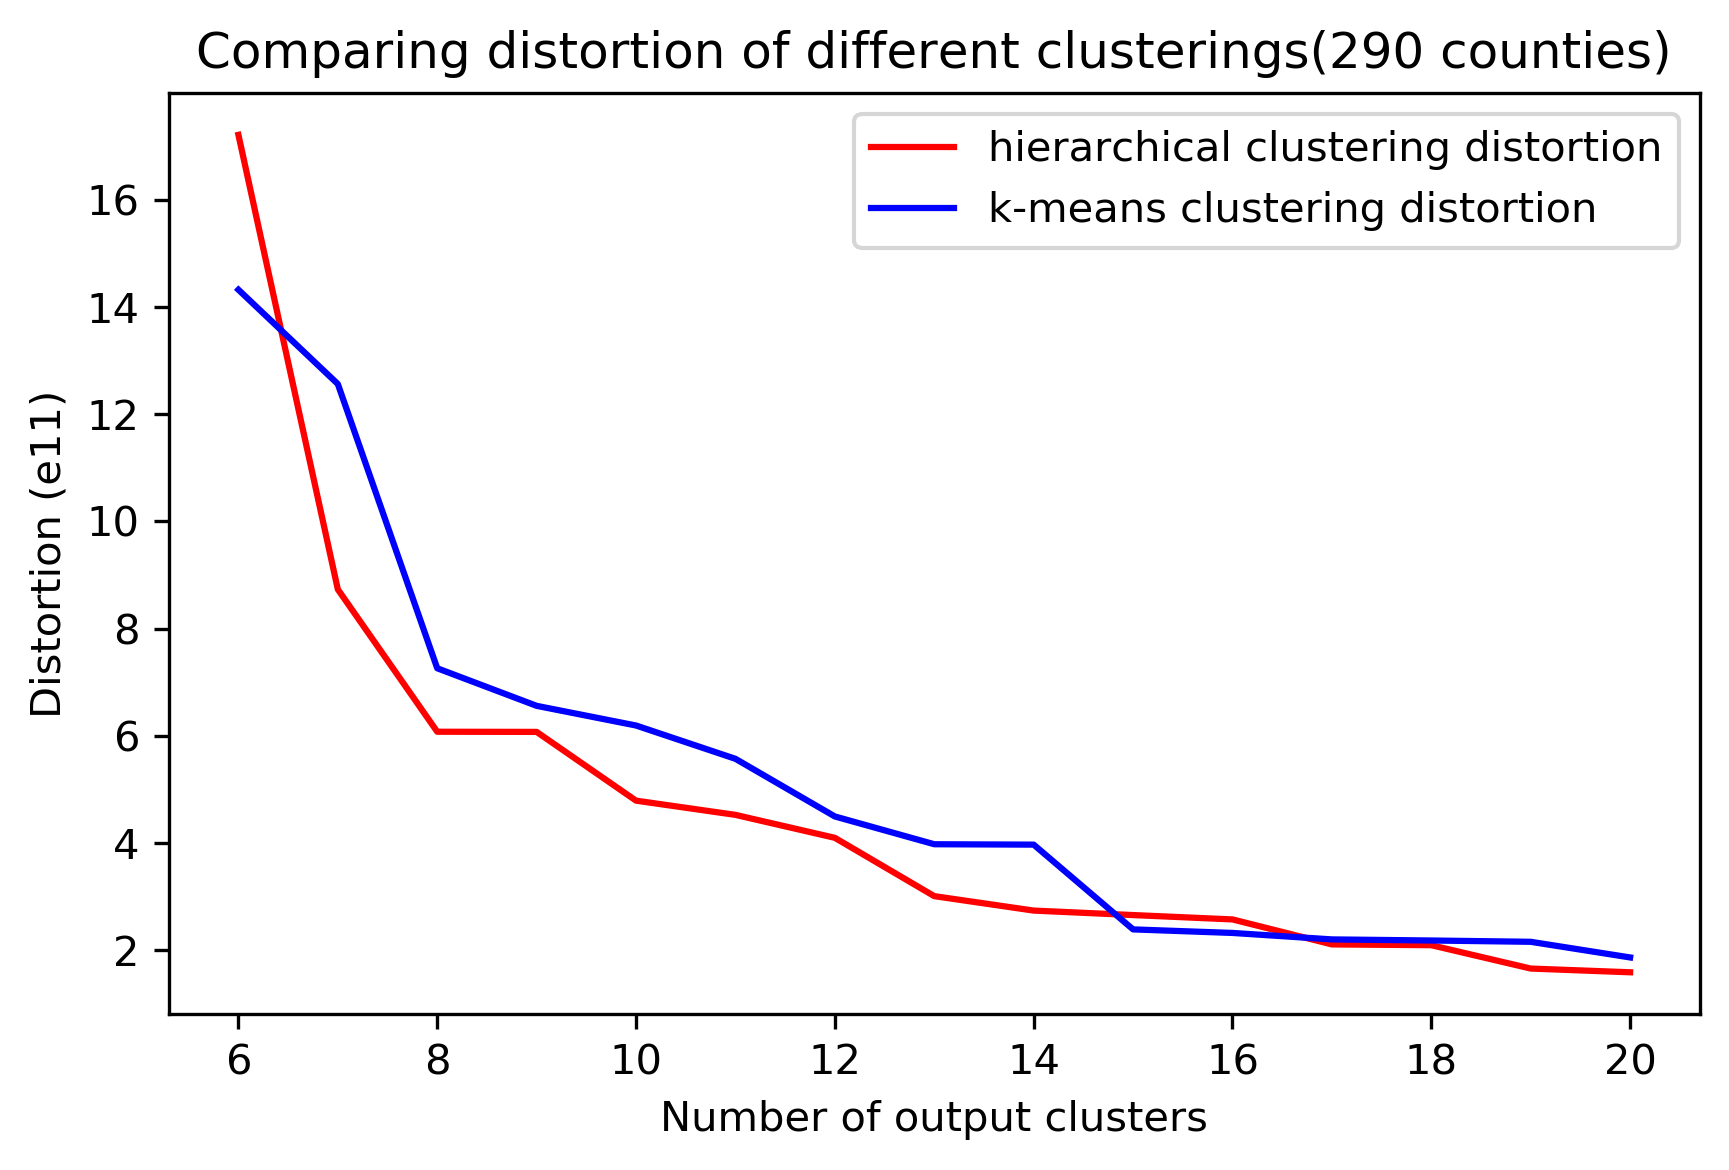 Comparing distortion of different clusterings(290 counties)
hierarchical clustering distortion
k-means clustering distortion
Distortion (e11)
16
14
12
10
8
6
4
2
6 8 10 12 14 16 18 20
Number of output clusters